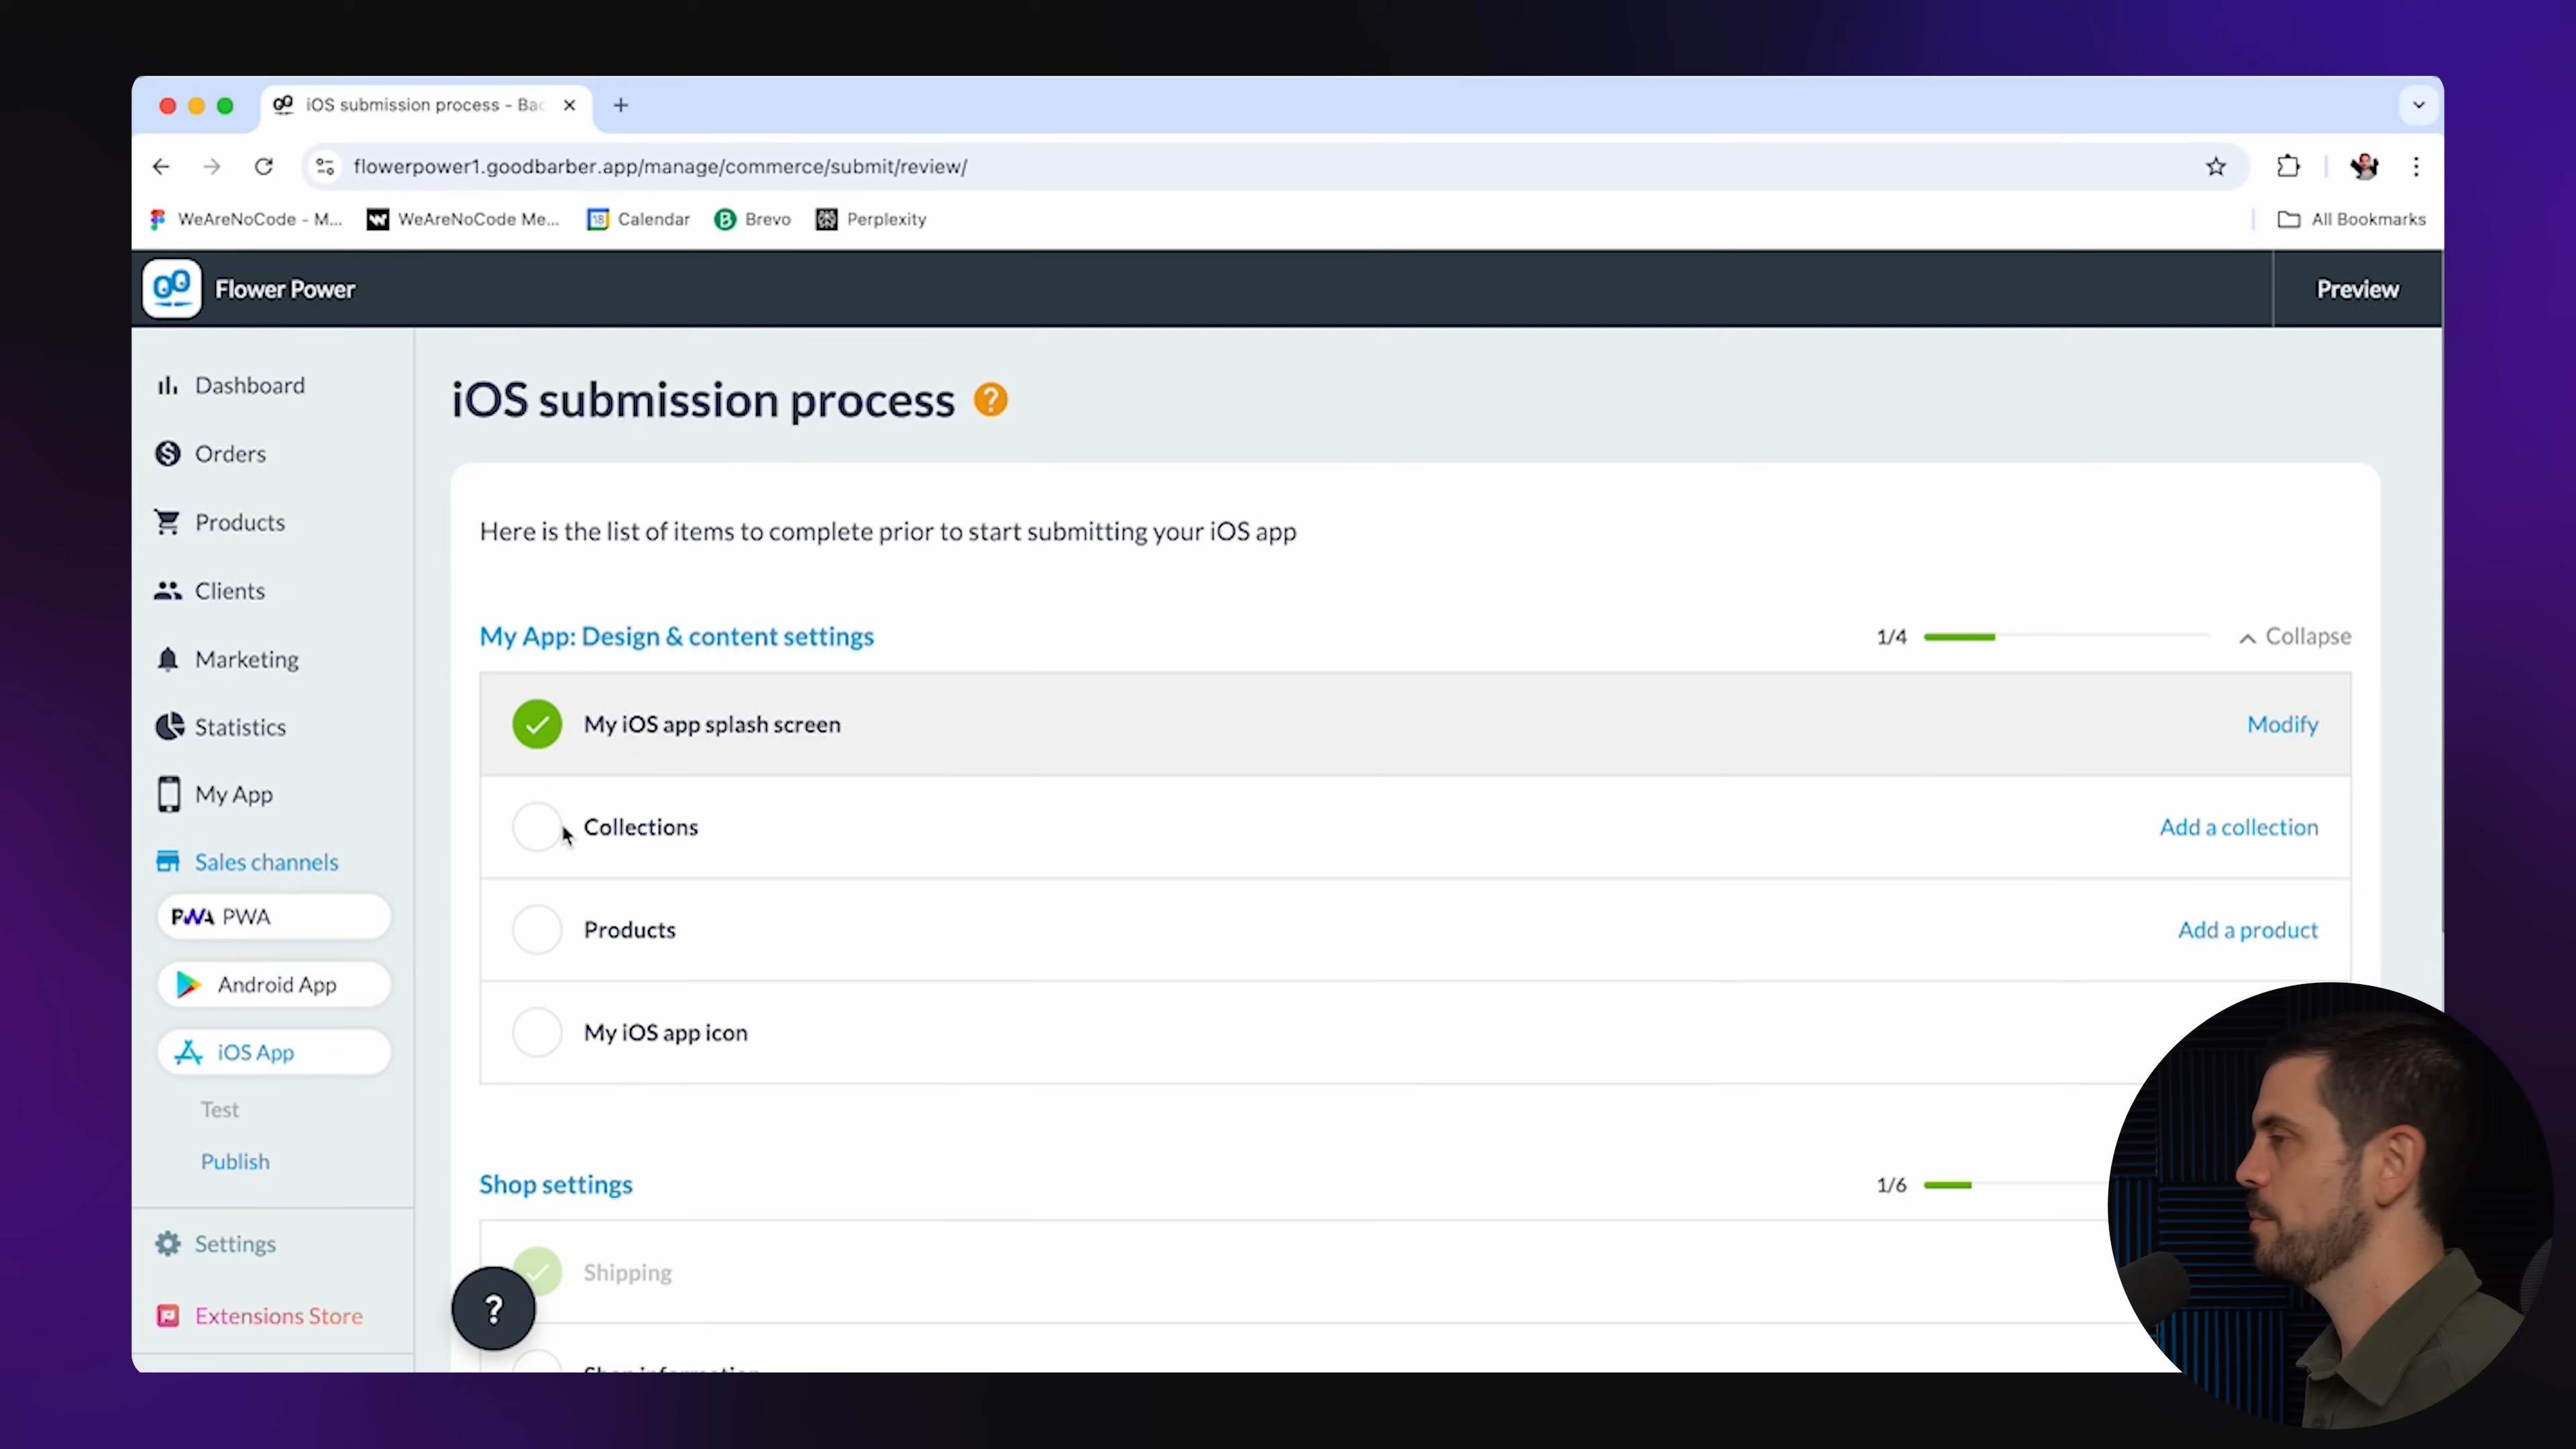 iOS submission process - Bac
flowerpower1.goodbarber.app/manage/commerce/submit/review/
WeAreNoCode - M...
WeAreNoCode Me...
18
Calendar
B
Brevo
Perplexity
All Bookmarks
Flower Power
Preview
Dashboard
Orders
Products
Clients
Marketing
Statistics
My App
Sales channels
PWA PWA
Android App
iOS App
Test
Publish
Settings
Extensions Store
iOS submission process ?
Here is the list of items to complete prior to start submitting your iOS app
My App: Design & content settings
1/4
Collapse
My iOS app splash screen
Modify
Collections
Add a collection
Products
Add a product
My iOS app icon
Shop settings
1/6
Shipping
?
Shop information